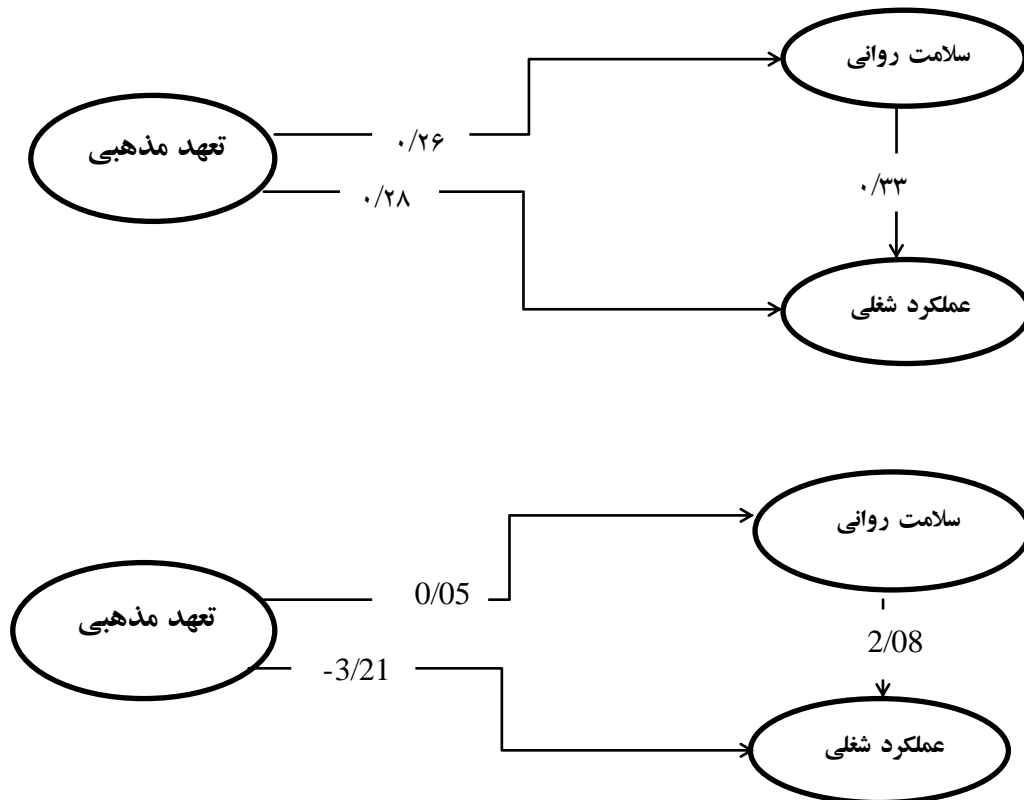 سلامت روانی
تعهد مذهبی
۰/۲۶
۰/۲۸
۰/۳۳
عملکرد شغلی
سلامت روانی
تعهد مذهبی
0/05
-3/21
2/08
عملکرد شغلی